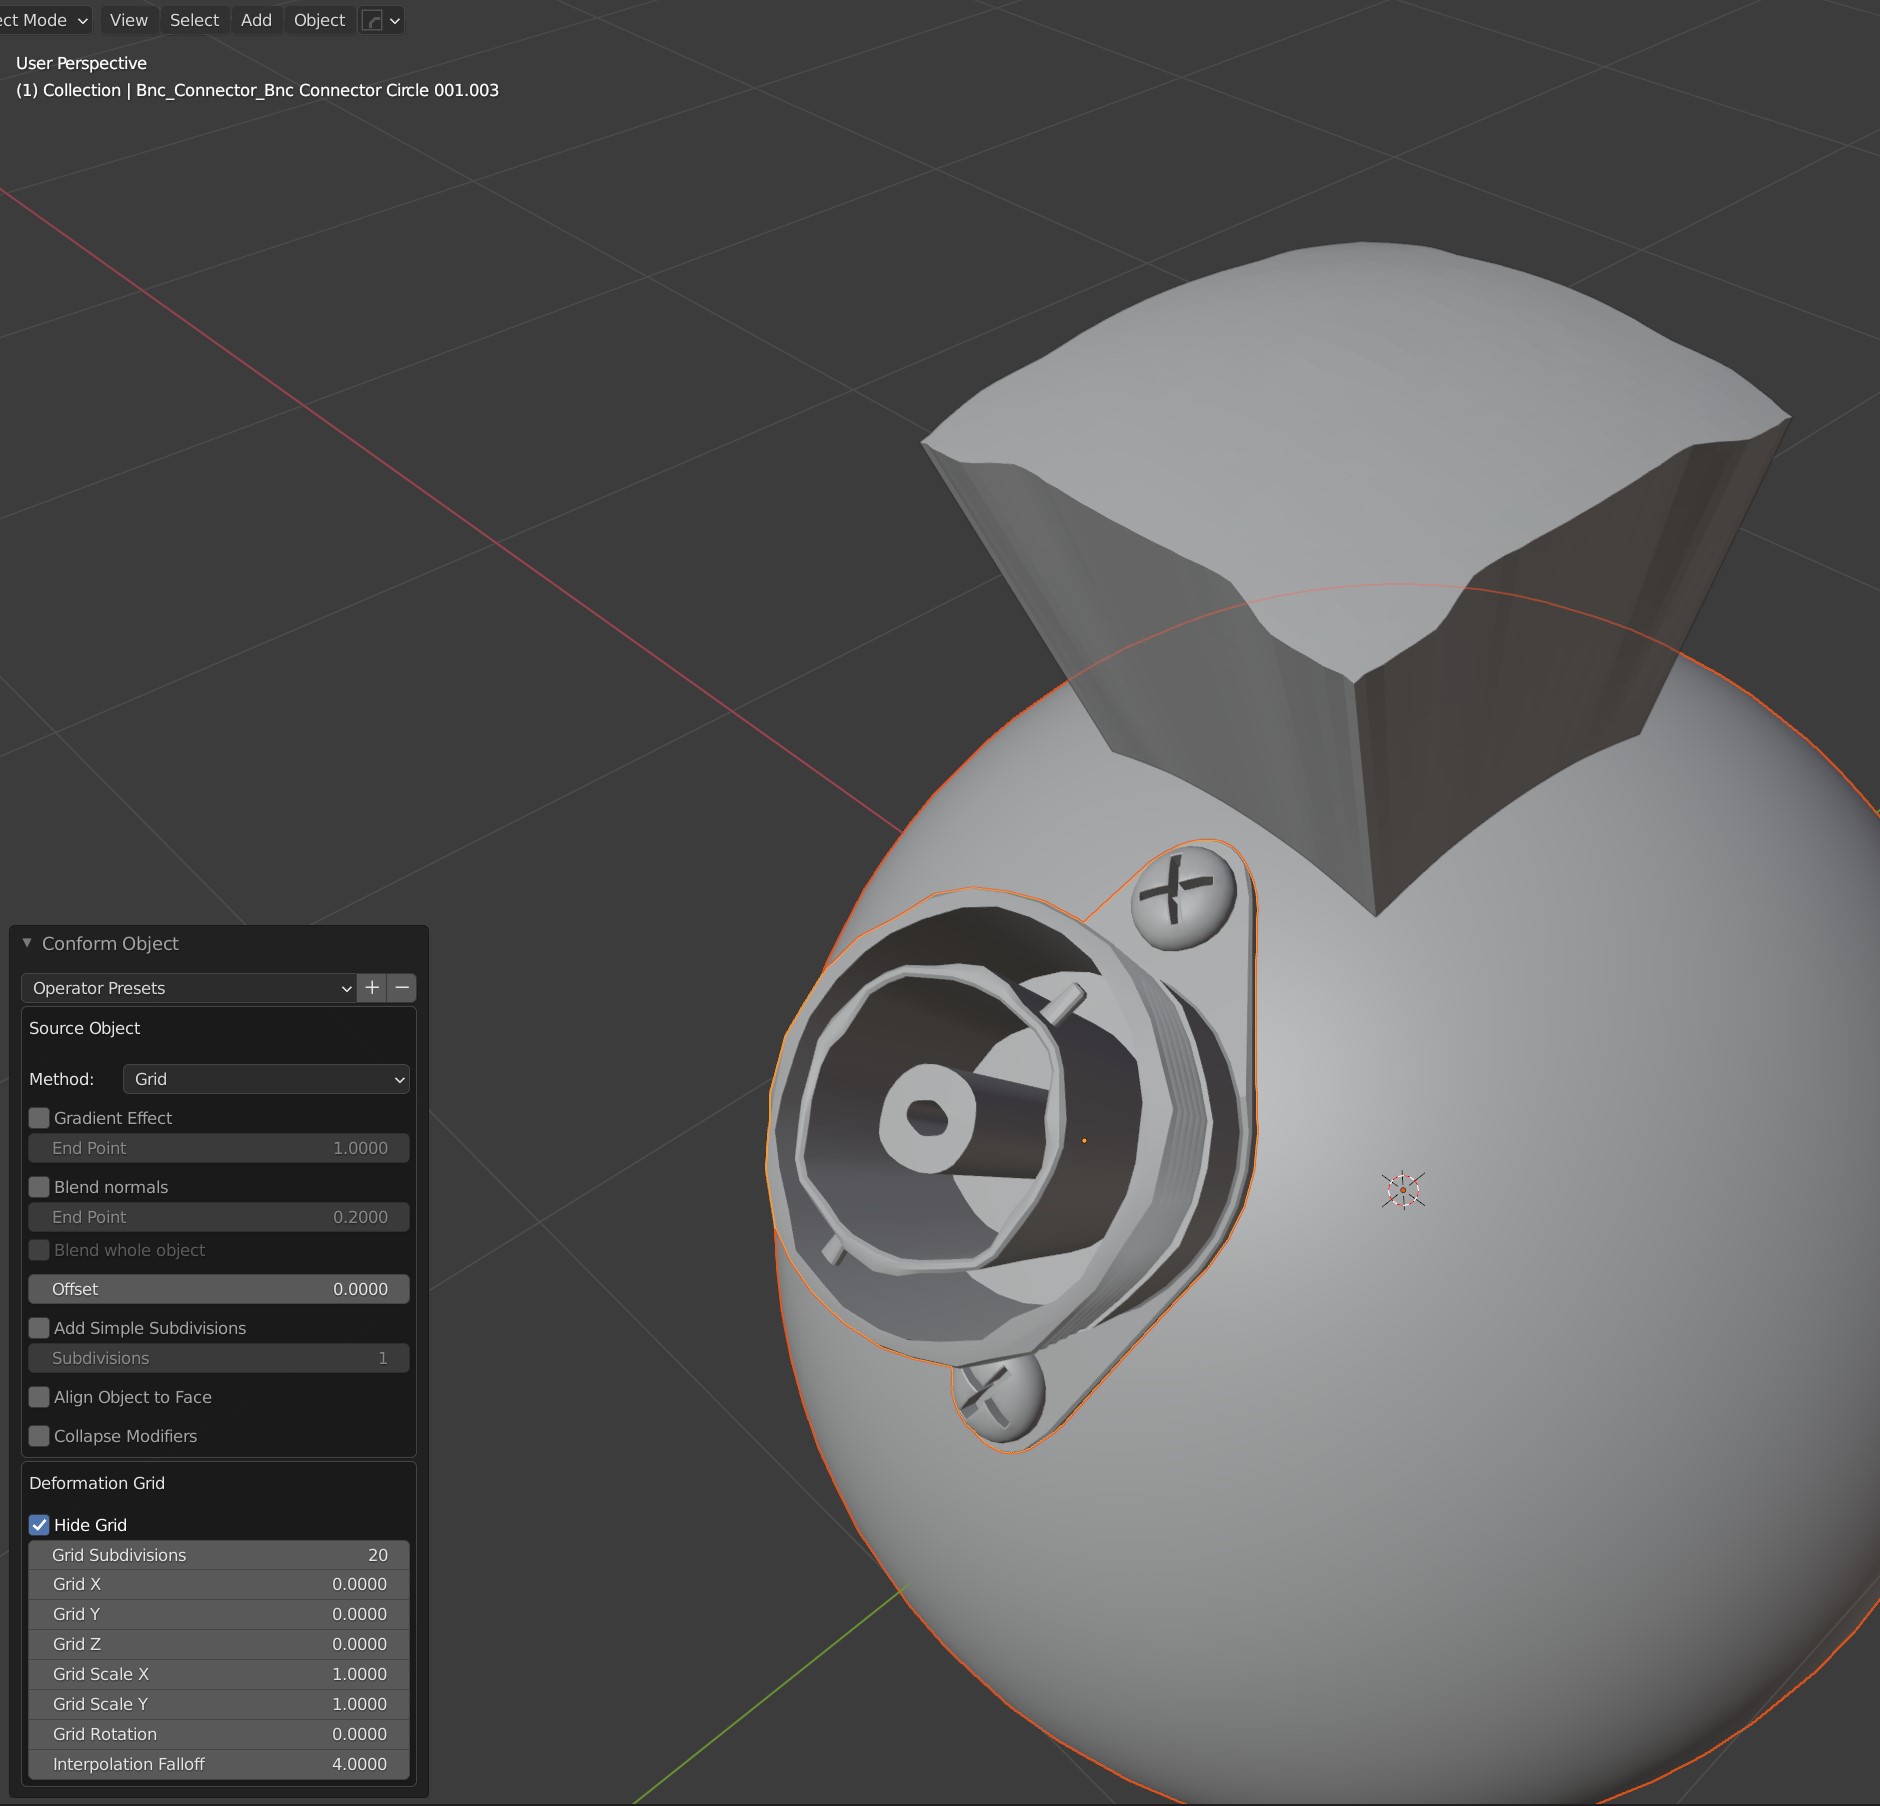 ct Mode View Select Add Object
User Perspective
(1) Collection | Bnc_Connector_Bnc Connector Circle 001.003
Conform Object
Operator Presets + −
Source Object
Method: Grid
Gradient Effect
End Point 1.0000
Blend normals
End Point 0.2000
Blend whole object
Offset 0.0000
Add Simple Subdivisions
Subdivisions 1
Align Object to Face
Collapse Modifiers
Deformation Grid
Hide Grid
Grid Subdivisions 20
Grid X 0.0000
Grid Y 0.0000
Grid Z 0.0000
Grid Scale X 1.0000
Grid Scale Y 1.0000
Grid Rotation 0.0000
Interpolation Falloff 4.0000